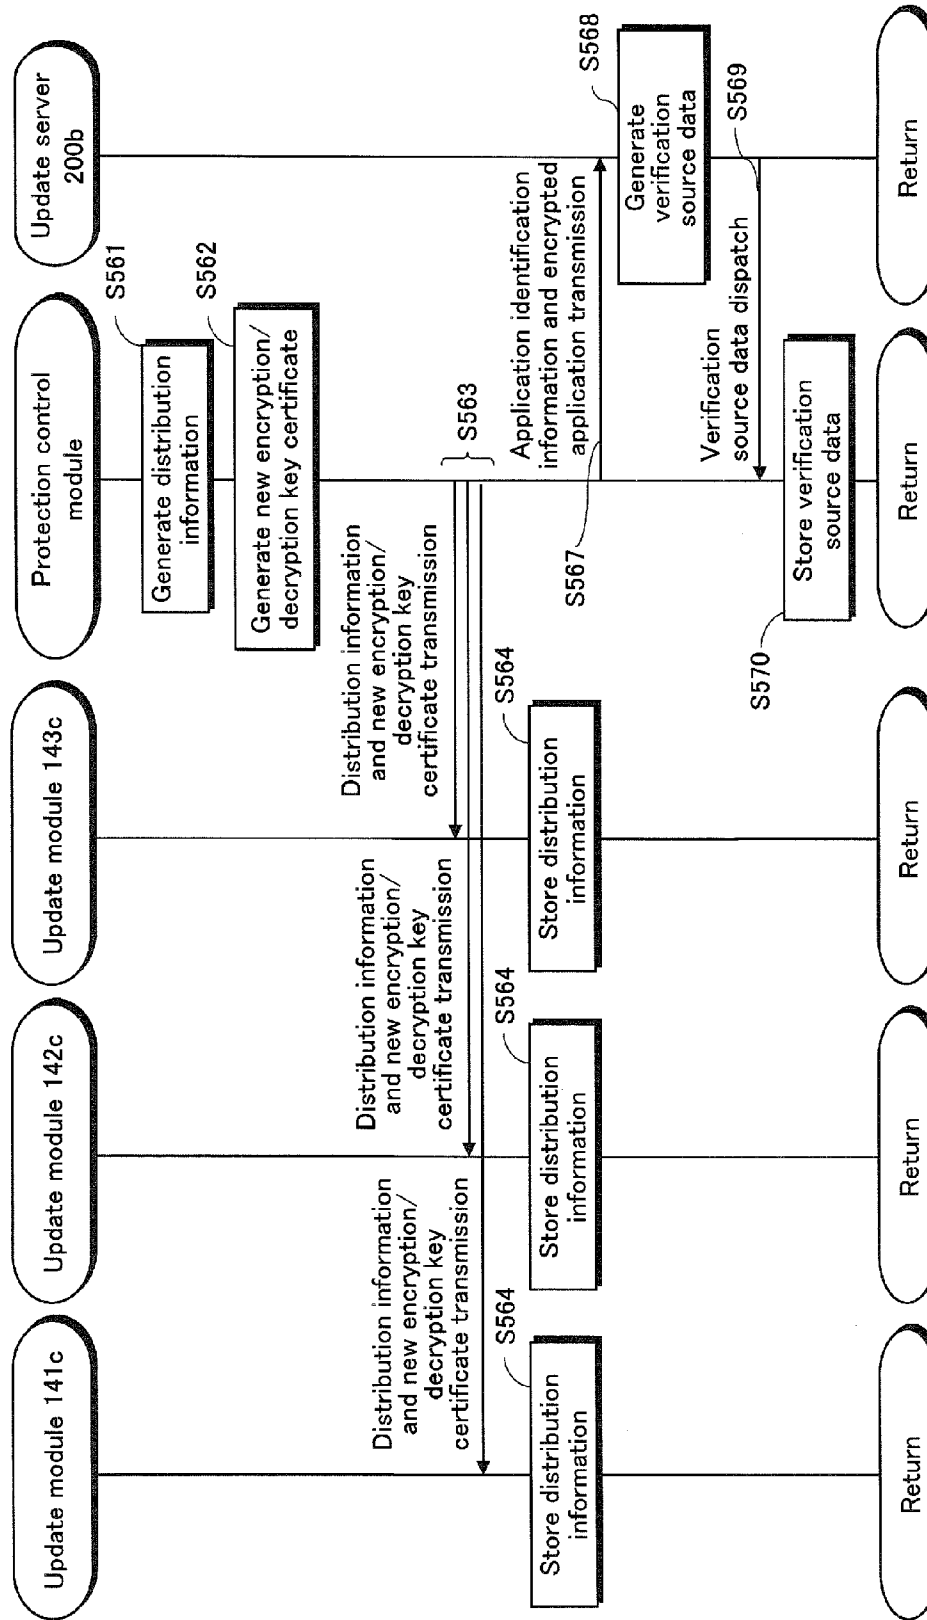 Update module 141c
Update module 142c
Update module 143c
Protection control
module
Update server
200b
S561
Generate distribution
information
S562
Generate new encryption/
decryption key certificate
Distribution information
and new encryption/
decryption key
certificate transmission
Distribution information
and new encryption/
decryption key
certificate transmission
Distribution information
and new encryption/
decryption key
certificate transmission
S563
S564
Store distribution
information
S564
Store distribution
information
S564
Store distribution
information
Application identification
information and encrypted
application transmission
S567
S568
Generate
verification
source data
Verification
source data dispatch
S569
S570
Store verification
source data
Return
Return
Return
Return
Return